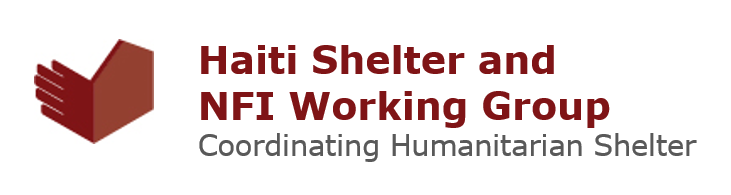 Haiti Shelter and
NFI Working Group
Coordinating Humanitarian Shelter